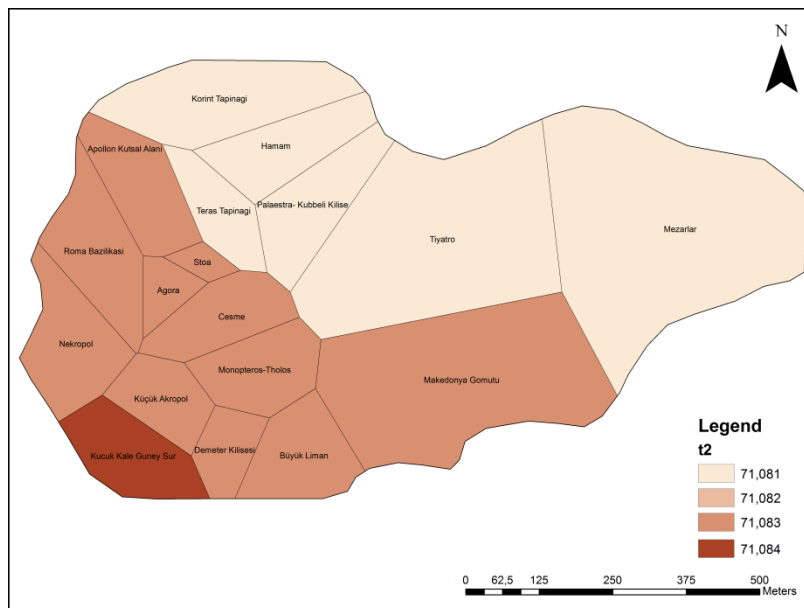 N
Korint Tapinagi
Hamam
Apollon Kutsal Alanı
Teras Tapinagi
Palaestra- Kubbeli Kilise
Tiyatro
Mezarlar
Roma Bazilikasi
Stoa
Agora
Cesme
Nekropol
Monopteros-Tholos
Makedonya Gomutu
Küçük Akropol
Kucuk Kale Guney Sur
Demeter Kilisesi
Büyük Liman
Legend
t2
71,081
71,082
71,083
71,084
0 62,5 125 250 375 500
Meters